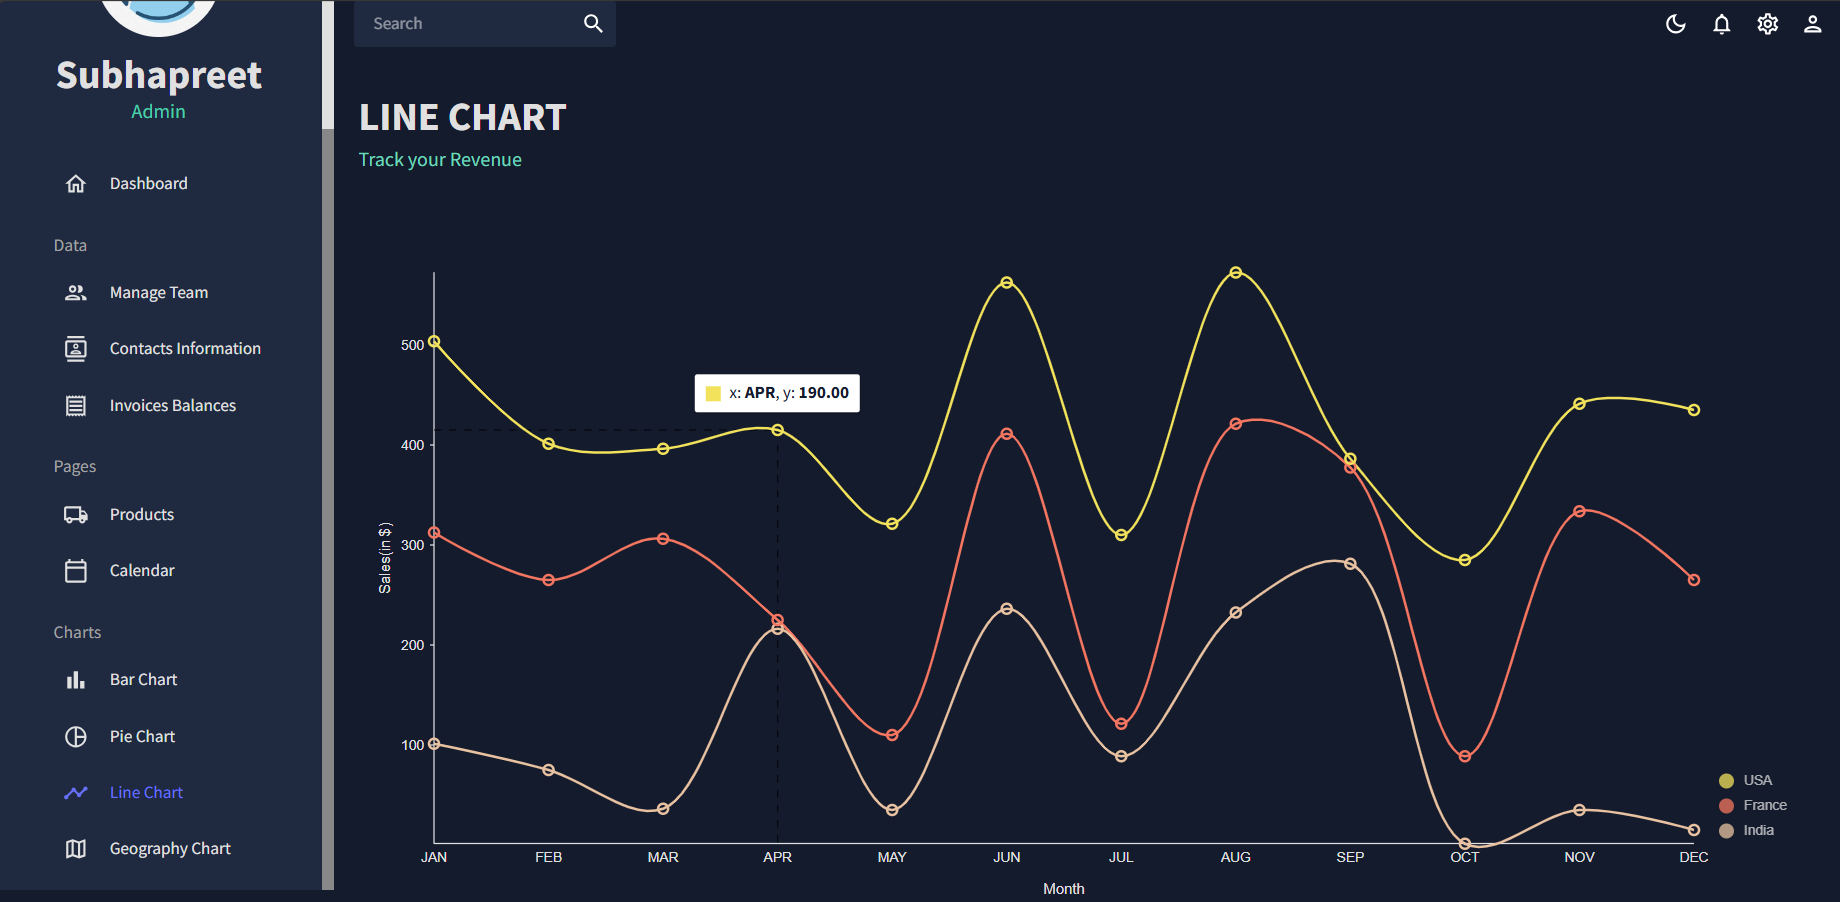 Subhapreet
Admin
Dashboard
Data
Manage Team
Contacts Information
Invoices Balances
Pages
Products
Calendar
Charts
Bar Chart
Pie Chart
Line Chart
Geography Chart
Search
LINE CHART
Track your Revenue
x: APR, y: 190.00
500
400
300
200
100
Sales(in $ )
JAN FEB MAR APR MAY JUN JUL AUG SEP OCT NOV DEC
Month
USA
France
India